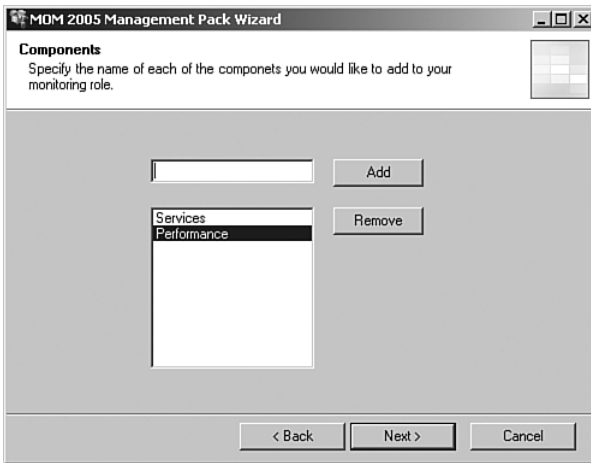 MOM 2005 Management Pack Wizard
Components
Specify the name of each of the componets you would like to add to your
monitoring role.
Add
Services
Performance
Remove
< Back
Next >
Cancel